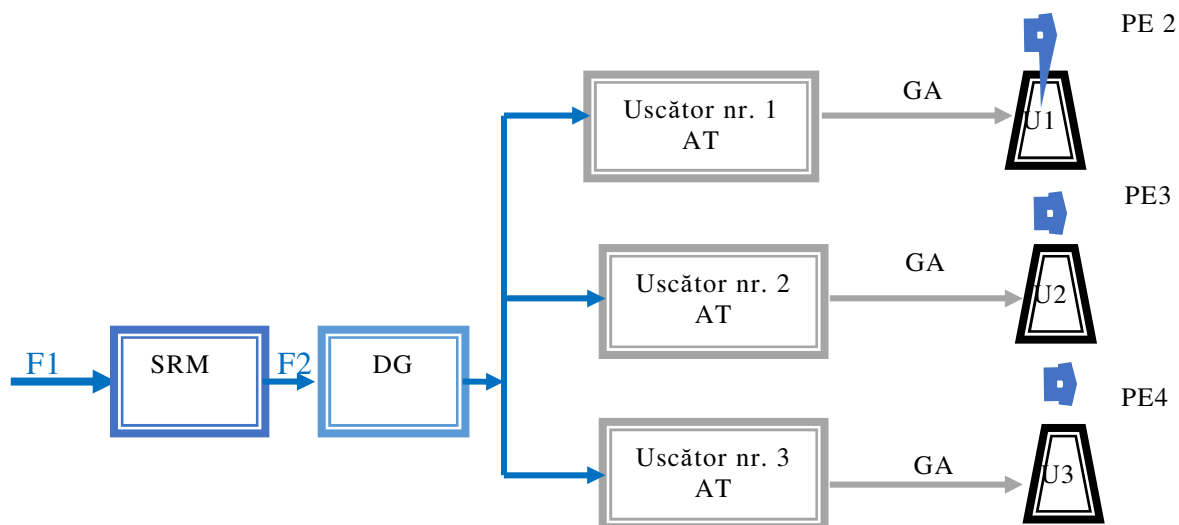 PE 2
Uscător nr. 1
AT
GA
U1
PE3
Uscător nr. 2
AT
GA
U2
F1
SRM
F2
DG
PE4
Uscător nr. 3
AT
GA
U3